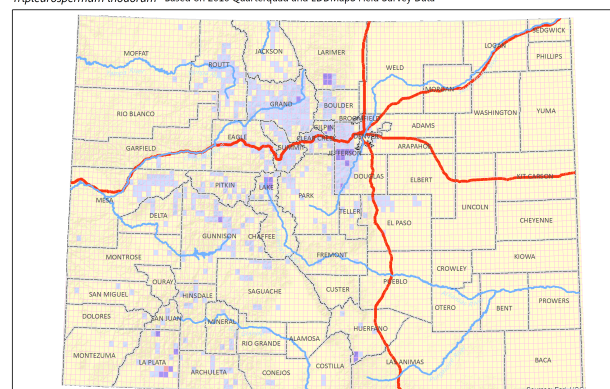 Tripleurospermum inodorum - Based on 2016 Quarterquad and EDDMapS Field Survey Data
SEDGWICK
LOGAN
JACKSON
LARIMER
MOFFAT
PHILLIPS
ROUTT
WELD
MORGAN
GRAND
BOULDER
WASHINGTON
YUMA
RIO BLANCO
BROOMFIELD
GILPIN
ADAMS
EAGLE
CLEAR CREEK
GARFIELD
SUMMIT
ARAPAHOE
JEFFERSON
DOUGLAS
ELBERT
KIT CARSON
PITKIN
LAKE
PARK
MESA
LINCOLN
TELLER
DELTA
EL PASO
CHEYENNE
GUNNISON
CHAFFEE
FREMONT
MONTROSE
KIOWA
CROWLEY
OURAY
PUEBLO
CUSTER
SAGUACHE
SAN MIGUEL
HINSDALE
PROWERS
OTERO
BENT
DOLORES
SAN JUAN
MINERAL
HUERFANO
ALAMOSA
RIO GRANDE
MONTEZUMA
LA PLATA
LAS ANIMAS
BACA
COSTILLA
ARCHULETA
CONEJOS